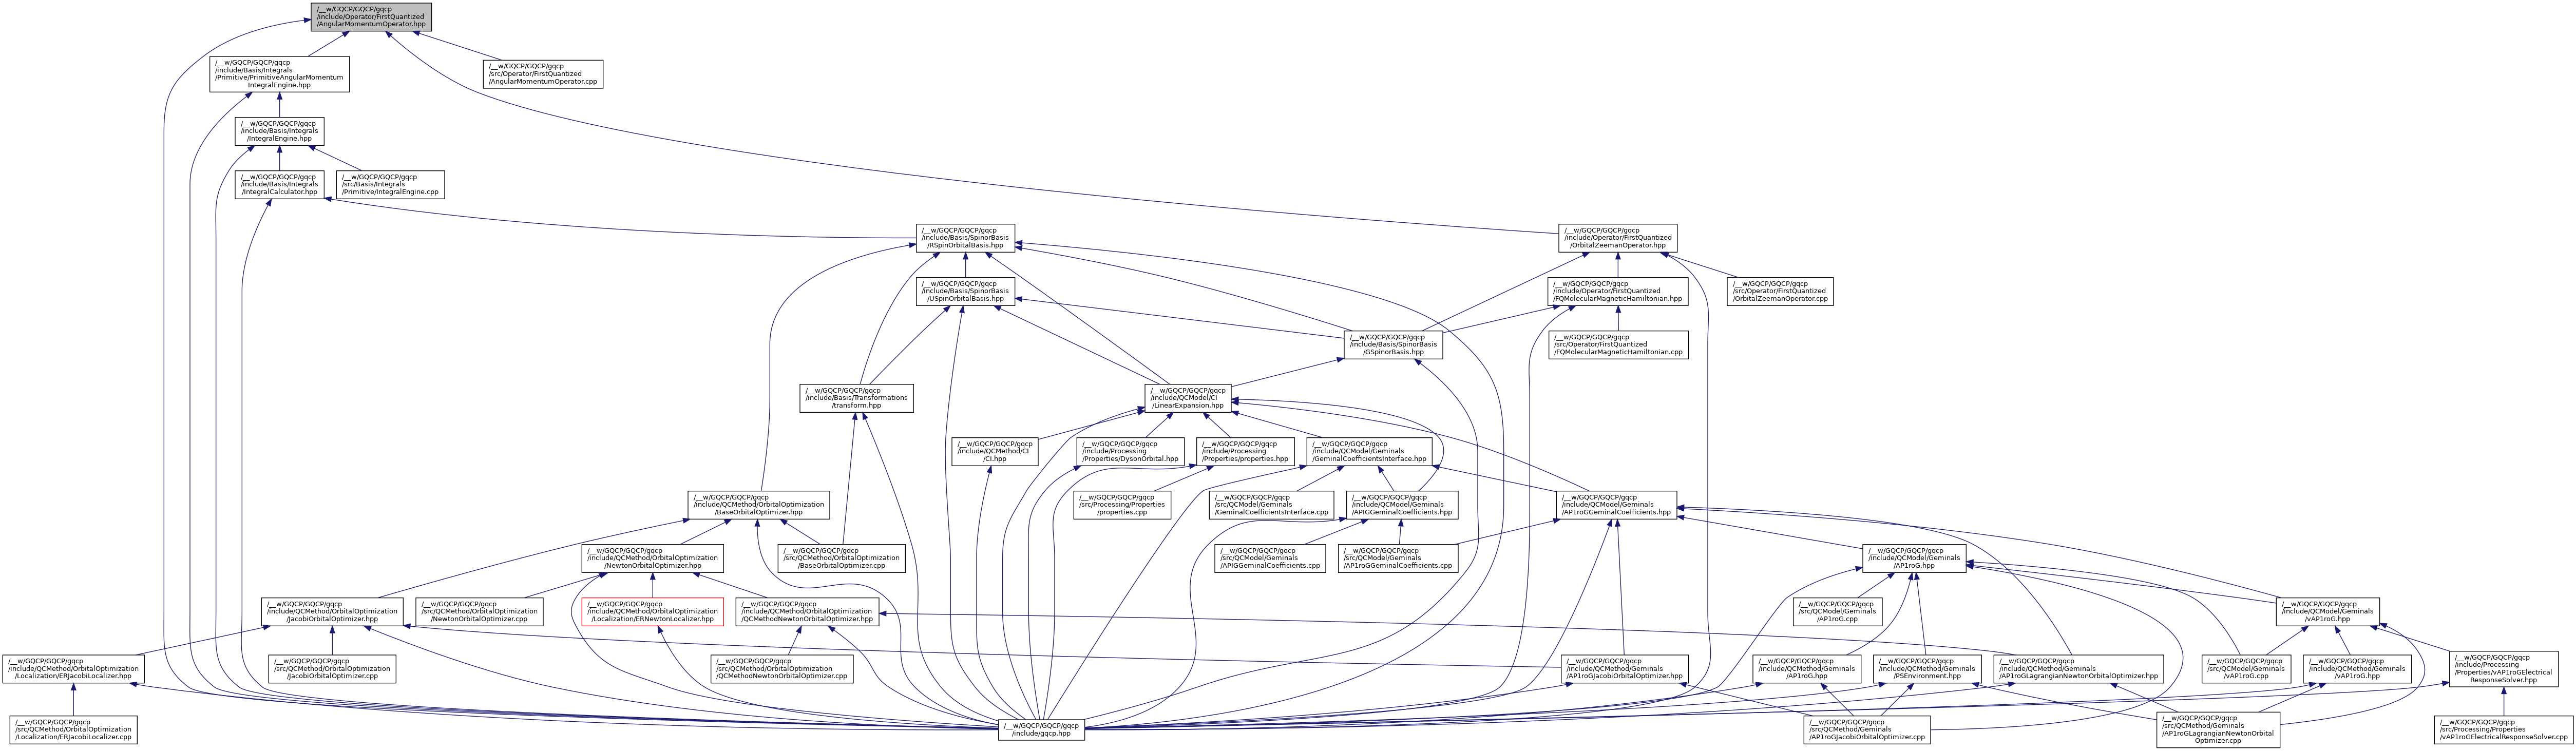 /__w/GQCP/GQCP/gqcp
/include/Operator/FirstQuantized
/AngularMomentumOperator.hpp
/__w/GQCP/GQCP/gqcp
/include/Basis/Integrals
/Primitive/PrimitiveAngularMomentum
IntegralEngine.hpp
/__w/GQCP/GQCP/gqcp
/src/Operator/FirstQuantized
/AngularMomentumOperator.cpp
/__w/GQCP/GQCP/gqcp
/include/Basis/Integrals
/IntegralEngine.hpp
/__w/GQCP/GQCP/gqcp
/include/Basis/Integrals
/IntegralCalculator.hpp
/__w/GQCP/GQCP/gqcp
/src/Basis/Integrals
/Primitive/IntegralEngine.cpp
/__w/GQCP/GQCP/gqcp
/include/Basis/SpinorBasis
/RSpinOrbitalBasis.hpp
/__w/GQCP/GQCP/gqcp
/include/Operator/FirstQuantized
/OrbitalZeemanOperator.hpp
/__w/GQCP/GQCP/gqcp
/include/Basis/SpinorBasis
/USpinOrbitalBasis.hpp
/__w/GQCP/GQCP/gqcp
/include/Operator/FirstQuantized
/FQMolecularMagneticHamiltonian.hpp
/__w/GQCP/GQCP/gqcp
/src/Operator/FirstQuantized
/OrbitalZeemanOperator.cpp
/__w/GQCP/GQCP/gqcp
/include/Basis/SpinorBasis
/GSpinorBasis.hpp
/__w/GQCP/GQCP/gqcp
/src/Operator/FirstQuantized
/FQMolecularMagneticHamiltonian.cpp
/__w/GQCP/GQCP/gqcp
/include/Basis/Transformations
/transform.hpp
/__w/GQCP/GQCP/gqcp
/include/QCModel/CI
/LinearExpansion.hpp
/__w/GQCP/GQCP/gqcp
/include/QCMethod/CI
/CI.hpp
/__w/GQCP/GQCP/gqcp
/include/Processing
/Properties/DysonOrbital.hpp
/__w/GQCP/GQCP/gqcp
/include/Processing
/Properties/properties.hpp
/__w/GQCP/GQCP/gqcp
/include/QCModel/Geminals
/GeminalCoefficientsInterface.hpp
/__w/GQCP/GQCP/gqcp
/include/QCMethod/OrbitalOptimization
/BaseOrbitalOptimizer.hpp
/__w/GQCP/GQCP/gqcp
/src/Processing/Properties
/properties.cpp
/__w/GQCP/GQCP/gqcp
/src/QCModel/Geminals
/GeminalCoefficientsInterface.cpp
/__w/GQCP/GQCP/gqcp
/include/QCModel/Geminals
/APIGGeminalCoefficients.hpp
/__w/GQCP/GQCP/gqcp
/include/QCModel/Geminals
/AP1roGGeminalCoefficients.hpp
/__w/GQCP/GQCP/gqcp
/include/QCMethod/OrbitalOptimization
/NewtonOrbitalOptimizer.hpp
/__w/GQCP/GQCP/gqcp
/src/QCMethod/OrbitalOptimization
/BaseOrbitalOptimizer.cpp
/__w/GQCP/GQCP/gqcp
/src/QCModel/Geminals
/APIGGeminalCoefficients.cpp
/__w/GQCP/GQCP/gqcp
/src/QCModel/Geminals
/AP1roGGeminalCoefficients.cpp
/__w/GQCP/GQCP/gqcp
/include/QCModel/Geminals
/AP1roG.hpp
/__w/GQCP/GQCP/gqcp
/include/QCMethod/OrbitalOptimization
/JacobiOrbitalOptimizer.hpp
/__w/GQCP/GQCP/gqcp
/src/QCMethod/OrbitalOptimization
/NewtonOrbitalOptimizer.cpp
/__w/GQCP/GQCP/gqcp
/include/QCMethod/OrbitalOptimization
/Localization/ERNewtonLocalizer.hpp
/__w/GQCP/GQCP/gqcp
/include/QCMethod/OrbitalOptimization
/QCMethodNewtonOrbitalOptimizer.hpp
/__w/GQCP/GQCP/gqcp
/src/QCModel/Geminals
/AP1roG.cpp
/__w/GQCP/GQCP/gqcp
/include/QCModel/Geminals
/vAP1roG.hpp
/__w/GQCP/GQCP/gqcp
/include/QCMethod/OrbitalOptimization
/Localization/ERJacobiLocalizer.hpp
/__w/GQCP/GQCP/gqcp
/src/QCMethod/OrbitalOptimization
/JacobiOrbitalOptimizer.cpp
/__w/GQCP/GQCP/gqcp
/src/QCMethod/OrbitalOptimization
/QCMethodNewtonOrbitalOptimizer.cpp
/__w/GQCP/GQCP/gqcp
/include/QCMethod/Geminals
/AP1roGJacobiOrbitalOptimizer.hpp
/__w/GQCP/GQCP/gqcp
/include/QCMethod/Geminals
/AP1roG.hpp
/__w/GQCP/GQCP/gqcp
/include/QCMethod/Geminals
/PSEnvironment.hpp
/__w/GQCP/GQCP/gqcp
/include/QCMethod/Geminals
/AP1roGLagrangianNewtonOrbitalOptimizer.hpp
/__w/GQCP/GQCP/gqcp
/src/QCModel/Geminals
/vAP1roG.cpp
/__w/GQCP/GQCP/gqcp
/include/QCMethod/Geminals
/vAP1roG.hpp
/__w/GQCP/GQCP/gqcp
/include/Processing
/Properties/vAP1roGElectrical
ResponseSolver.hpp
/__w/GQCP/GQCP/gqcp
/src/QCMethod/OrbitalOptimization
/Localization/ERJacobiLocalizer.cpp
/__w/GQCP/GQCP/gqcp
/include/gqcp.hpp
/__w/GQCP/GQCP/gqcp
/src/QCMethod/Geminals
/AP1roGJacobiOrbitalOptimizer.cpp
/__w/GQCP/GQCP/gqcp
/src/QCMethod/Geminals
/AP1roGLagrangianNewtonOrbital
Optimizer.cpp
/__w/GQCP/GQCP/gqcp
/src/Processing/Properties
/vAP1roGElectricalResponseSolver.cpp